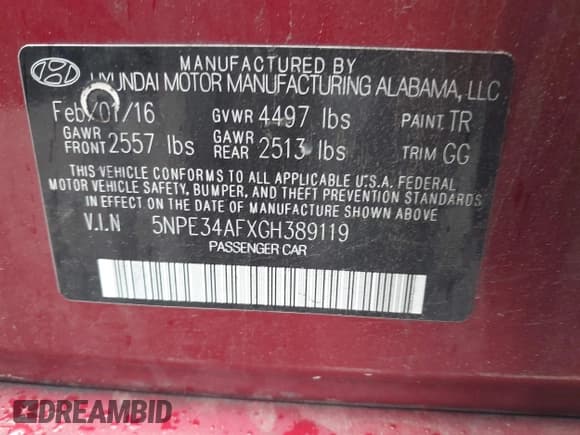 MANUFACTURED BY
HYUNDAI MOTOR MANUFACTURING ALABAMA, LLC
Feb/01/16 GVWR 4497 lbs PAINT TR
GAWR FRONT 2557 lbs GAWR REAR 2513 lbs TRIM GG
THIS VEHICLE CONFORMS TO ALL APPLICABLE U.S.A. FEDERAL
MOTOR VEHICLE SAFETY, BUMPER, AND THEFT PREVENTION STANDARDS
IN EFFECT ON THE DATE OF MANUFACTURE SHOWN ABOVE.
V.I.N 5NPE34AFXGH389119
PASSENGER CAR
DREAMBID